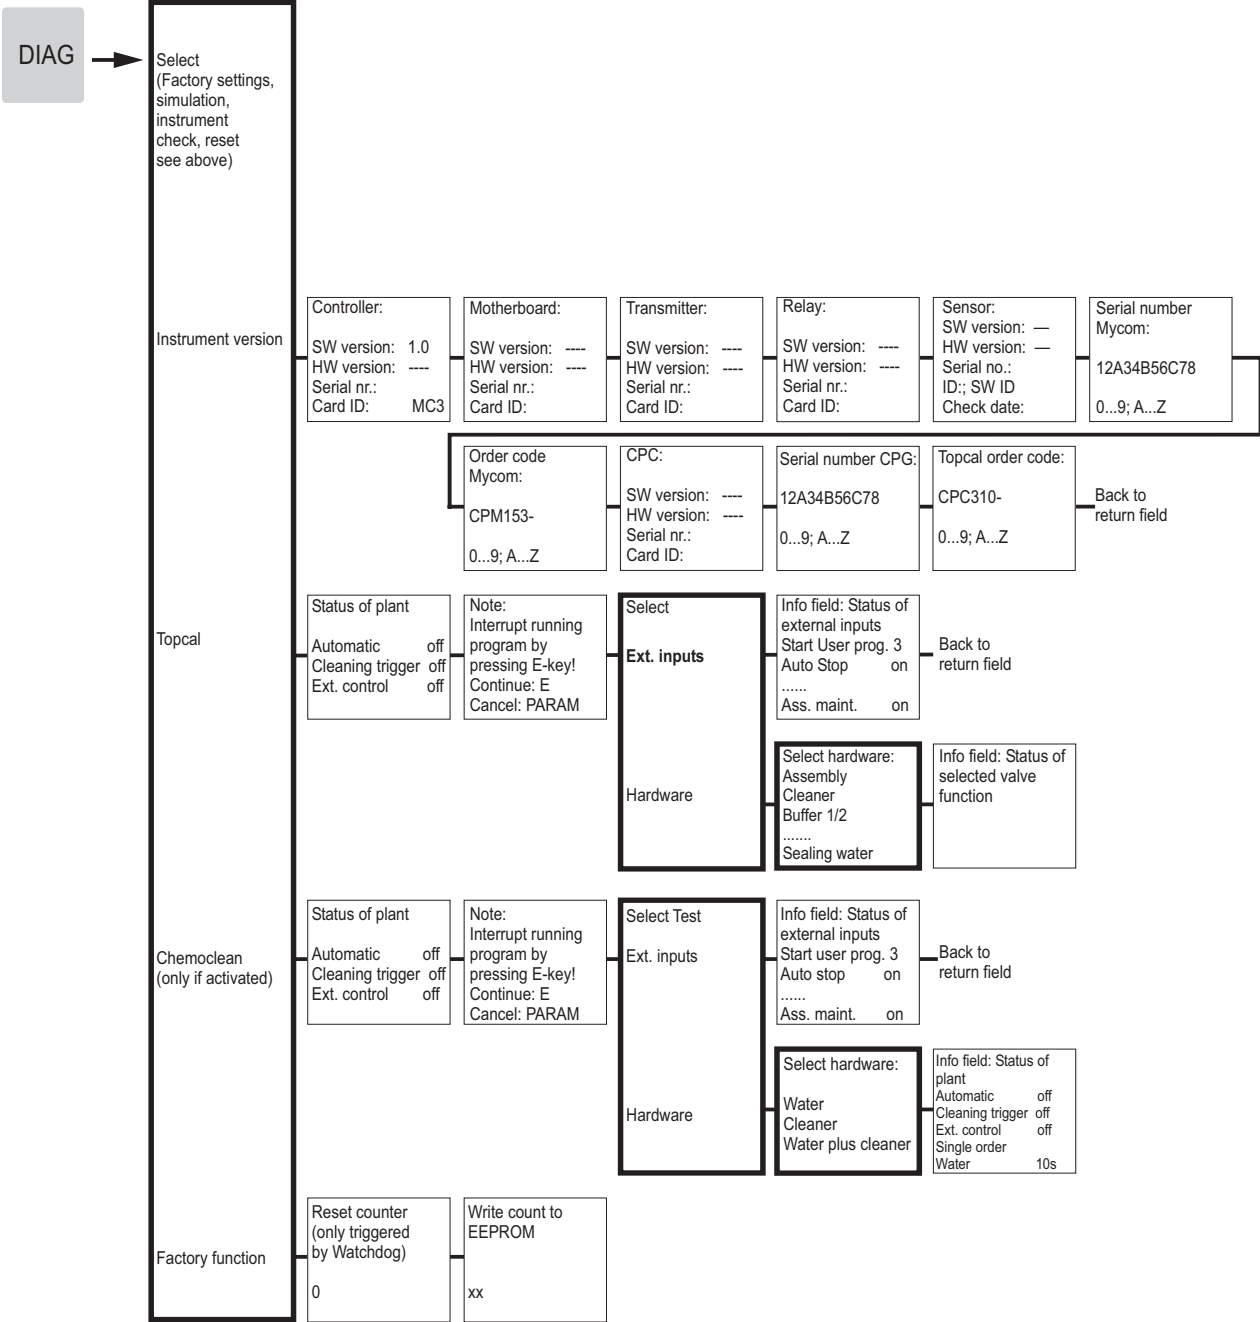 DIAG
Select
(Factory settings,
simulation,
instrument
check, reset
see above)
Instrument version
Controller:
SW version: 1.0
HW version: ----
Serial nr.:
Card ID: MC3
Motherboard:
SW version: ----
HW version: ----
Serial nr.:
Card ID:
Transmitter:
SW version: ----
HW version: ----
Serial nr.:
Card ID:
Relay:
SW version: ----
HW version: ----
Serial nr.:
Card ID:
Sensor:
SW version: —
HW version: —
Serial no.:
ID:; SW ID
Check date:
Serial number
Mycom:
12A34B56C78
0...9; A...Z
Order code
Mycom:
CPM153-
0...9; A...Z
CPC:
SW version: ----
HW version: ----
Serial nr.:
Card ID:
Serial number CPG:
12A34B56C78
0...9; A...Z
Topcal order code:
CPC310-
0...9; A...Z
Back to
return field
Topcal
Status of plant
Automatic off
Cleaning trigger off
Ext. control off
Note:
Interrupt running
program by
pressing E-key!
Continue: E
Cancel: PARAM
Select
Ext. inputs
Hardware
Info field: Status of
external inputs
Start User prog. 3
Auto Stop on
......
Ass. maint. on
Back to
return field
Select hardware:
Assembly
Cleaner
Buffer 1/2
.......
Sealing water
Info field: Status of
selected valve
function
Chemoclean
(only if activated)
Status of plant
Automatic off
Cleaning trigger off
Ext. control off
Note:
Interrupt running
program by
pressing E-key!
Continue: E
Cancel: PARAM
Select Test
Ext. inputs
Hardware
Info field: Status of
external inputs
Start user prog. 3
Auto stop on
......
Ass. maint. on
Back to
return field
Select hardware:
Water
Cleaner
Water plus cleaner
Info field: Status of
plant
Automatic off
Cleaning trigger off
Ext. control off
Single order
Water 10s
Factory function
Reset counter
(only triggered
by Watchdog)
0
Write count to
EEPROM
xx